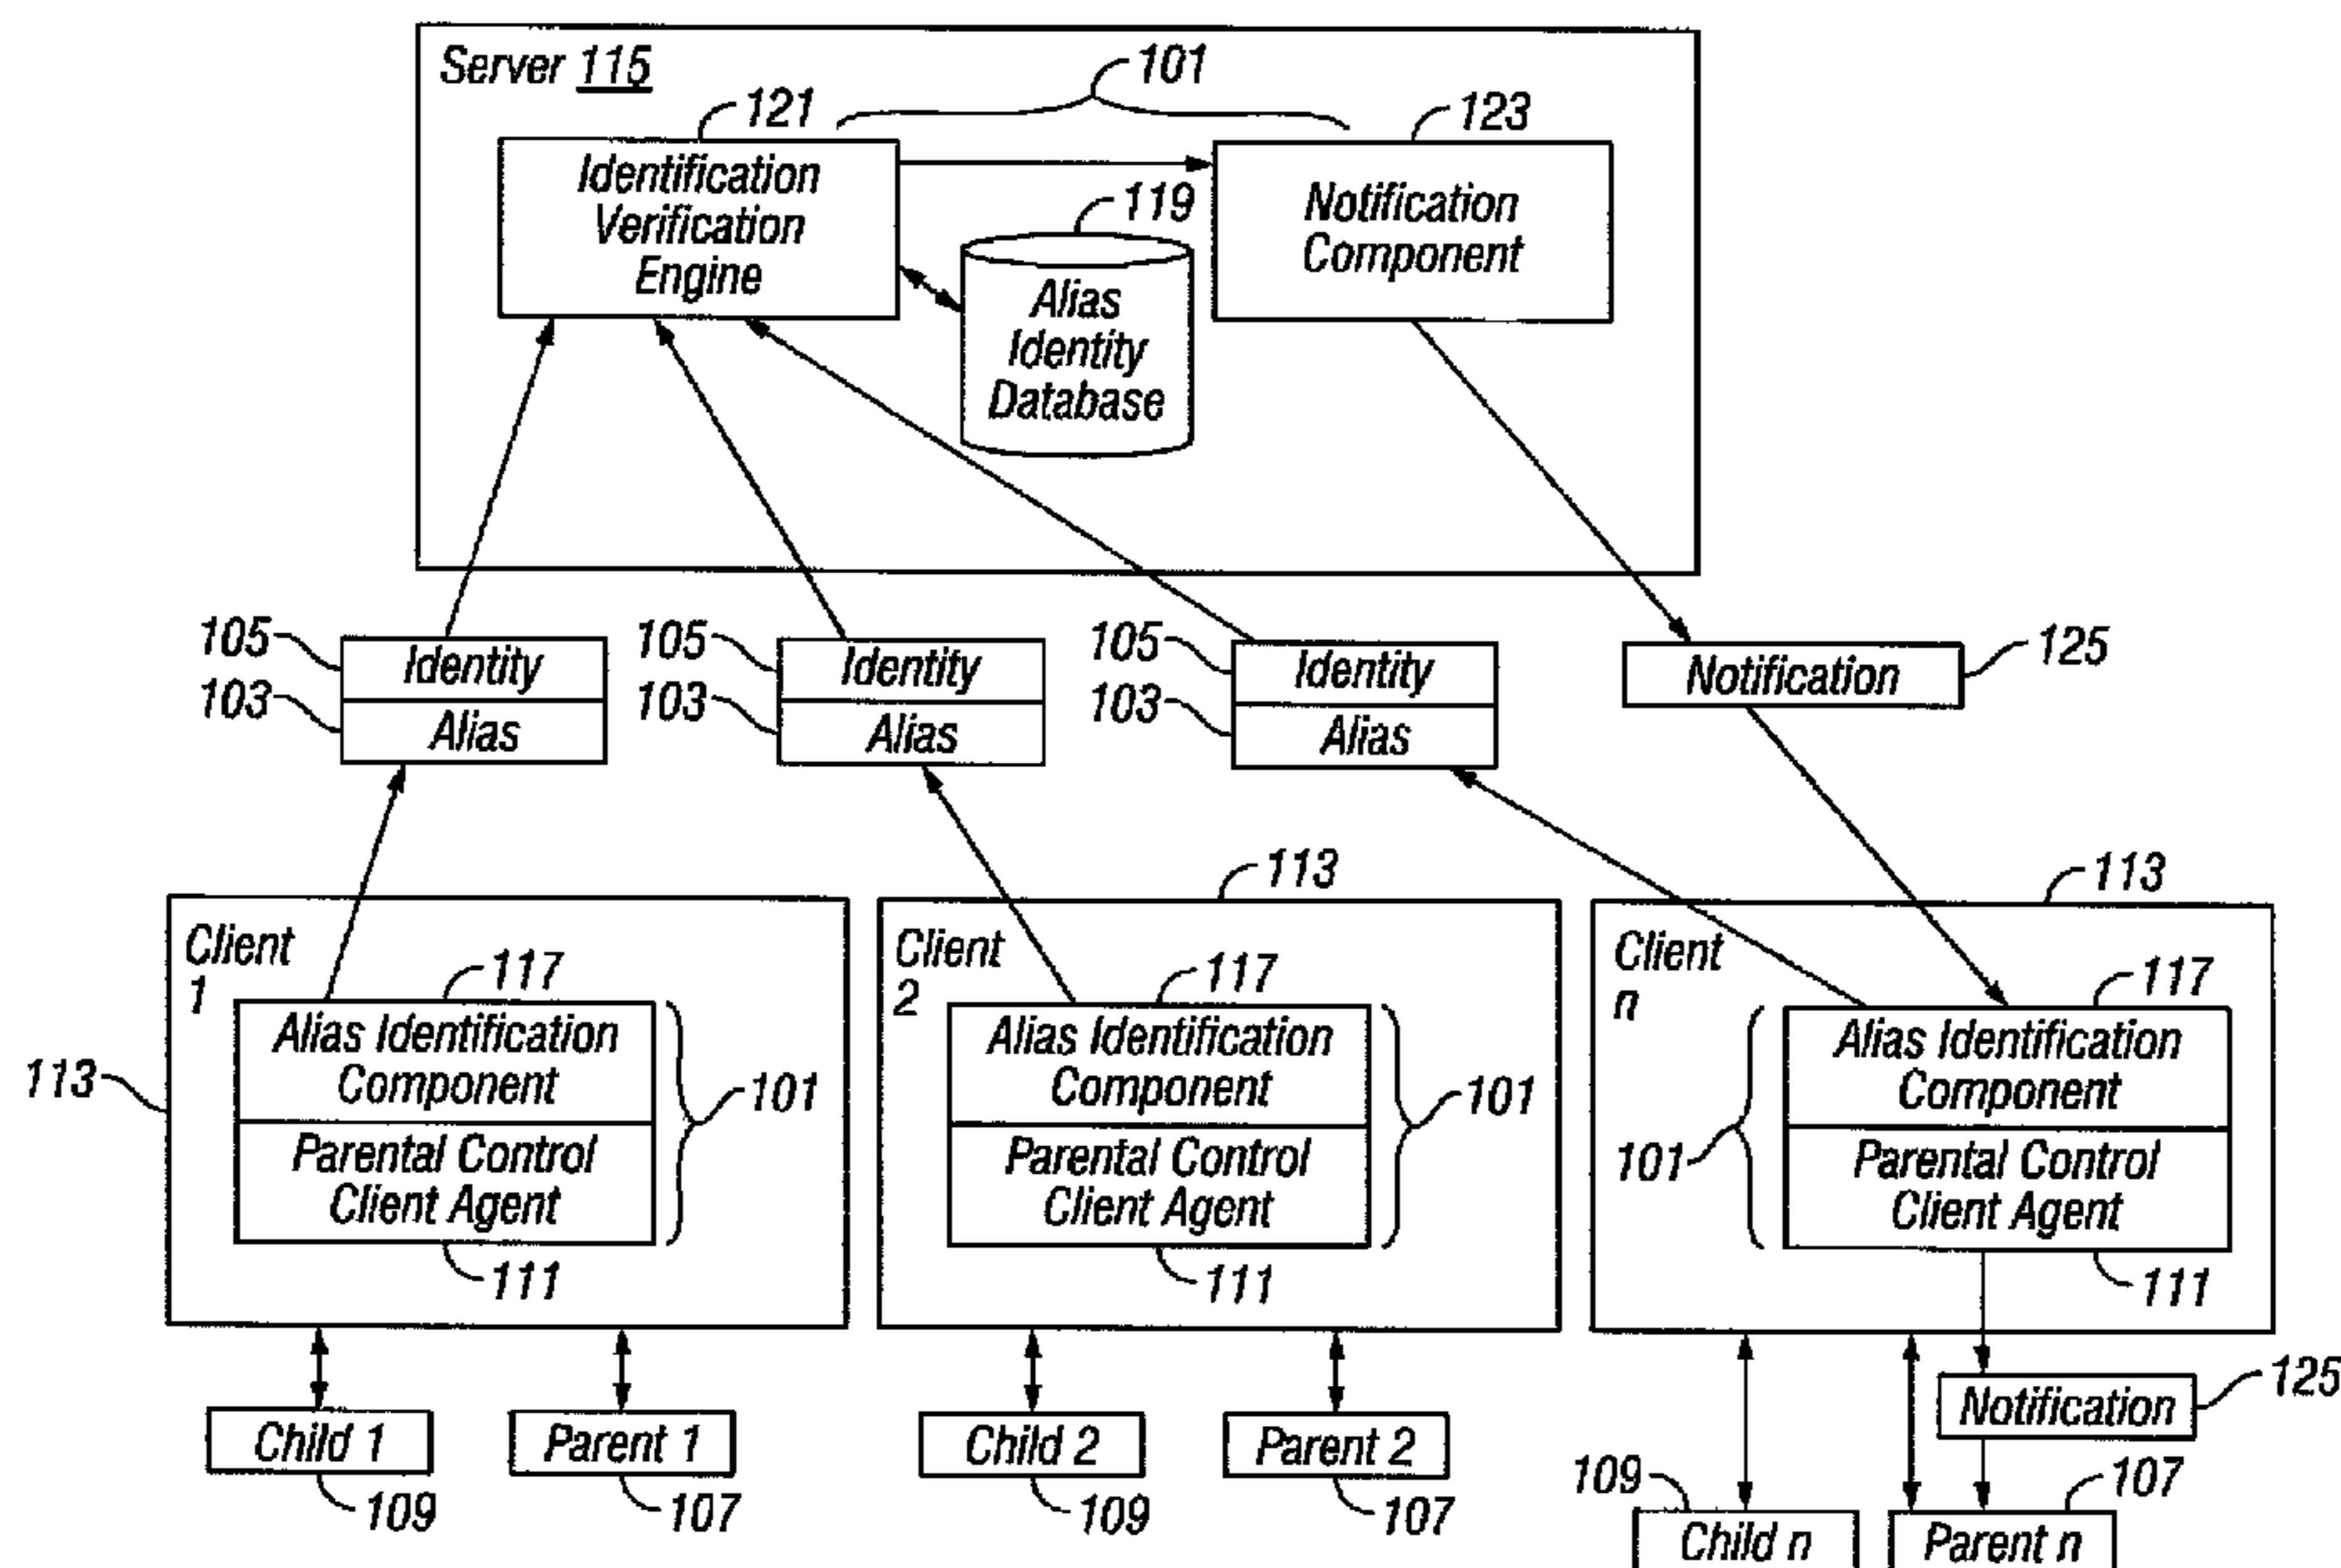 Server 115
101
121
123
Identification
Verification
Engine
119
Notification
Component
Alias
Identity
Database
105
Identity
103
Alias
105
Identity
103
Alias
105
Identity
103
Alias
Notification
125
113
113
113
Client
1
117
Alias Identification
Component
Parental Control
Client Agent
101
111
Client
2
117
Alias Identification
Component
Parental Control
Client Agent
101
111
Client
n
117
Alias Identification
Component
101
Parental Control
Client Agent
111
Child 1
109
Parent 1
107
Child 2
109
Parent 2
107
Notification
125
109
Child n
107
Parent n